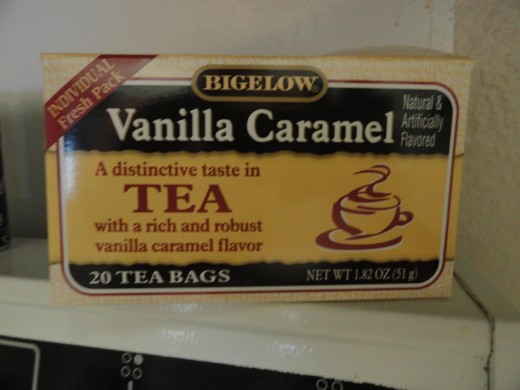 INDIVIDUAL
Fresh Pack
BIGELOW
Vanilla Caramel
Natural &
Artificially
Flavored
A distinctive taste in
TEA
with a rich and robust
vanilla caramel flavor
20 TEA BAGS
NET WT 1.82 OZ (51 g)